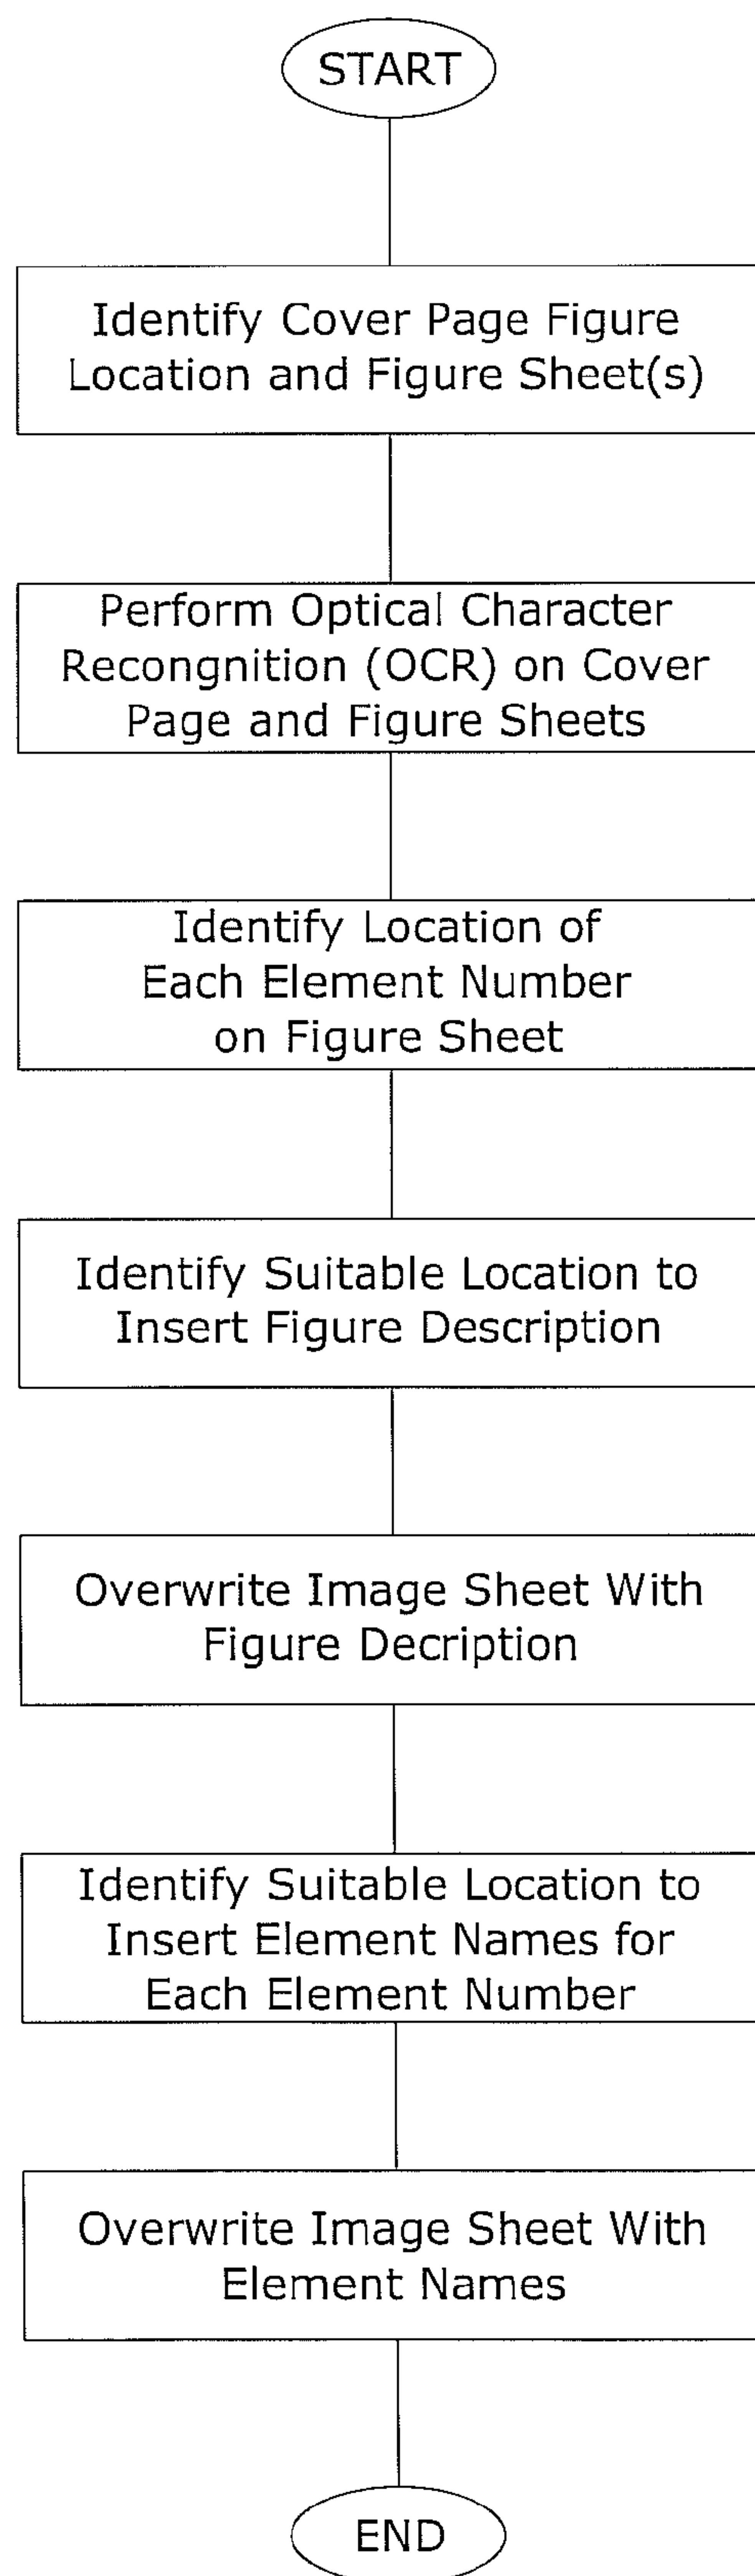 START
Identify Cover Page Figure
Location and Figure Sheet(s)
Perform Optical Character
Recongnition (OCR) on Cover
Page and Figure Sheets
Identify Location of
Each Element Number
on Figure Sheet
Identify Suitable Location to
Insert Figure Description
Overwrite Image Sheet With
Figure Decription
Identify Suitable Location to
Insert Element Names for
Each Element Number
Overwrite Image Sheet With
Element Names
END